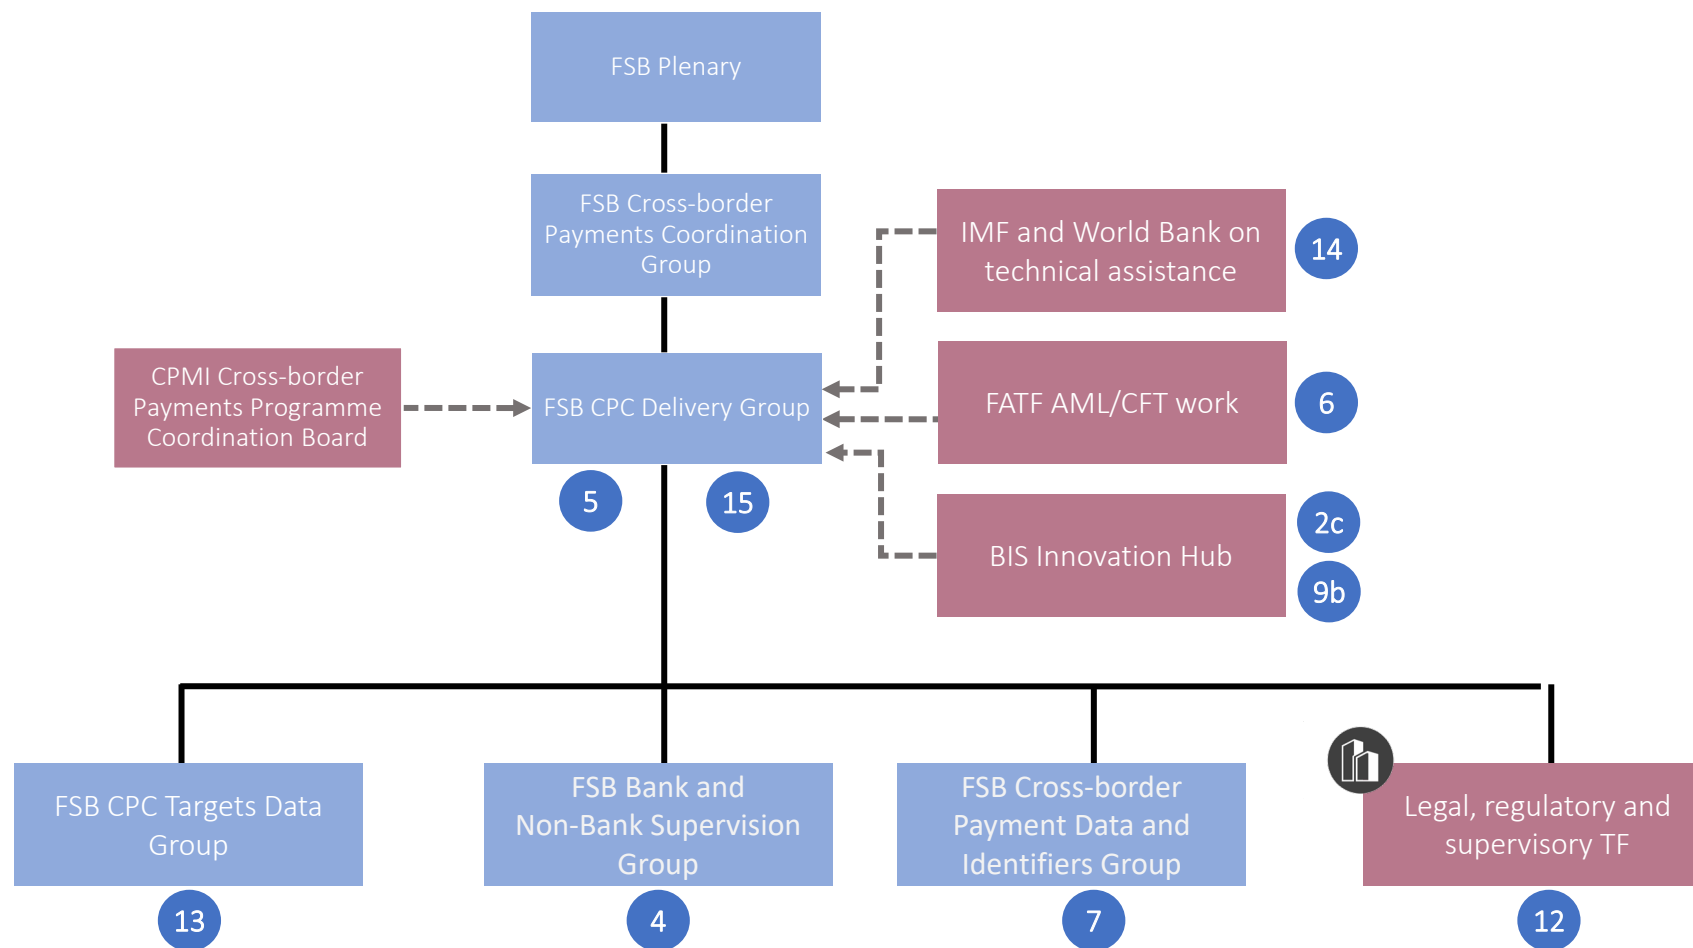 FSB Plenary
FSB Cross-border
Payments Coordination
Group
IMF and World Bank on
technical assistance
14
CPMI Cross-border
Payments Programme
Coordination Board
FSB CPC Delivery Group
FATF AML/CFT work
6
5
15
BIS Innovation Hub
2c
9b
FSB CPC Targets Data
Group
13
FSB Bank and
Non-Bank Supervision
Group
4
FSB Cross-border
Payment Data and
Identifiers Group
7
Legal, regulatory and
supervisory TF
12